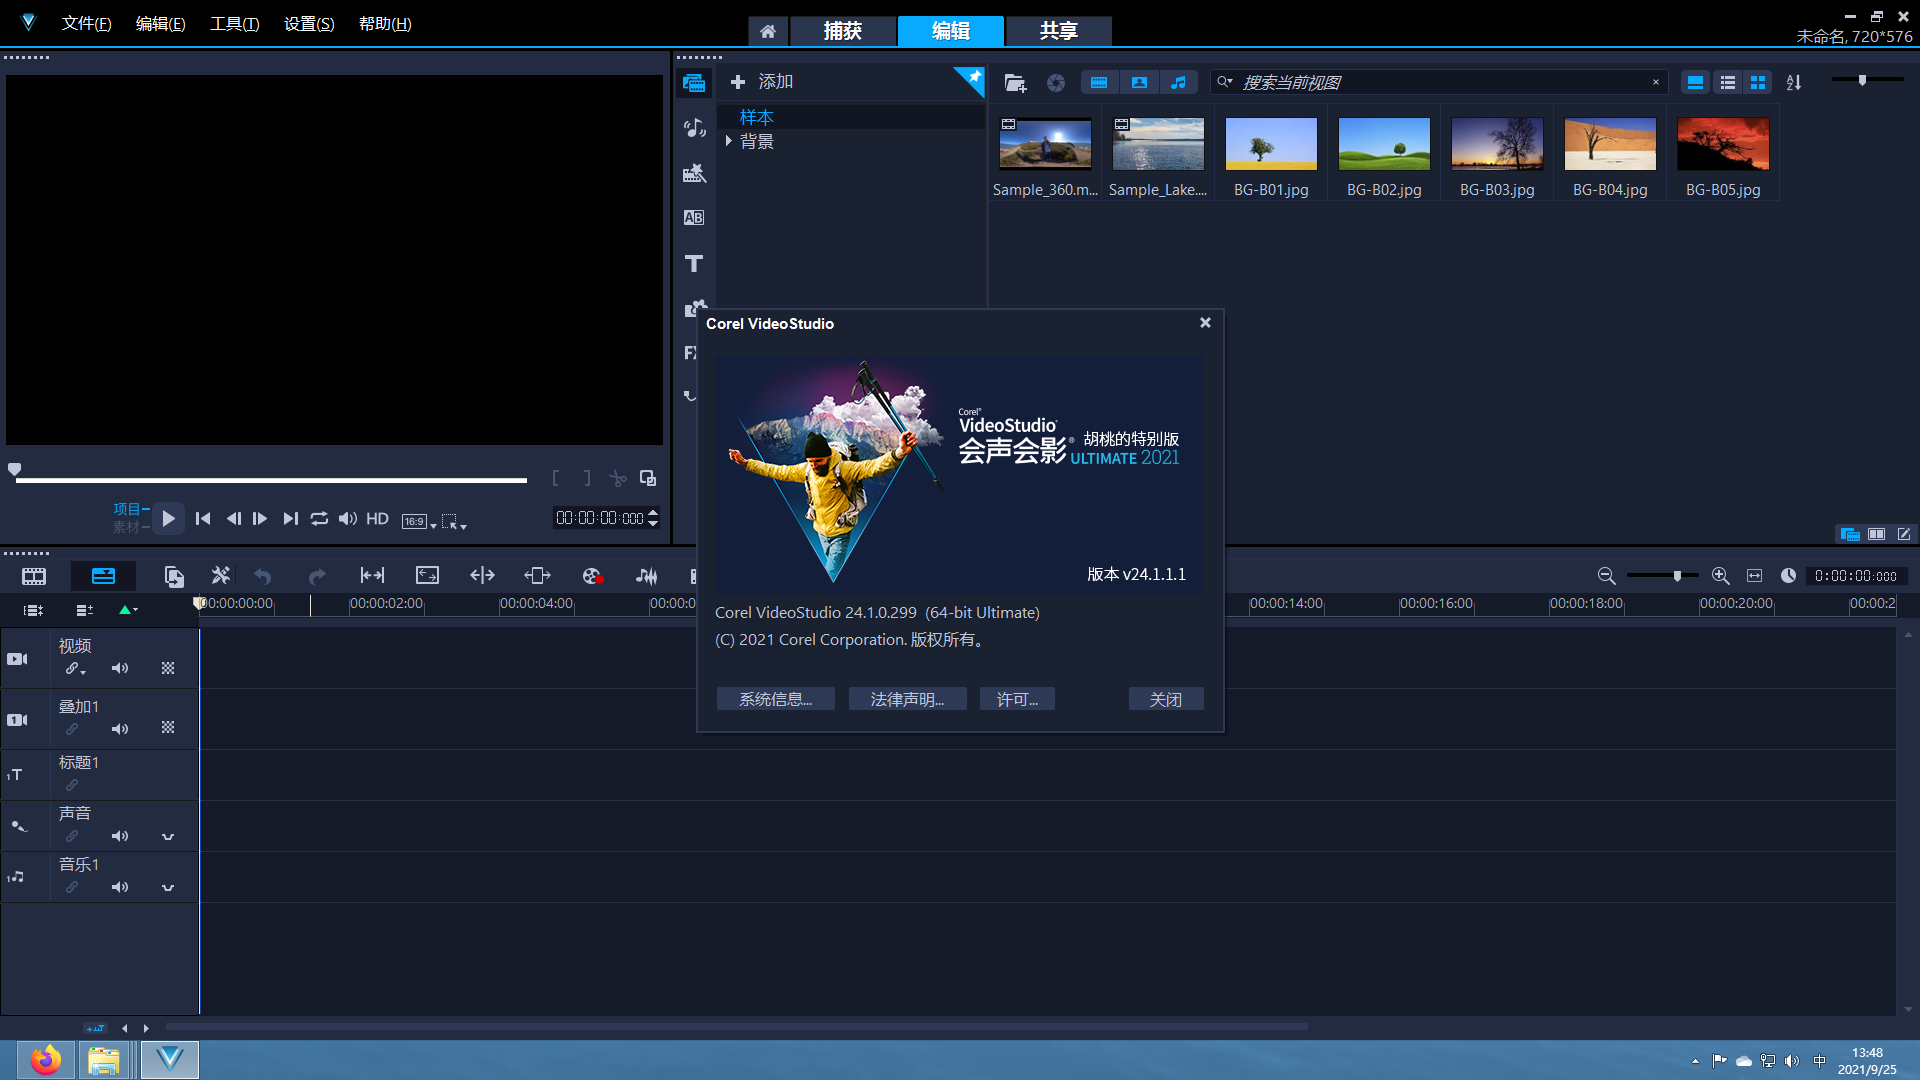 文件(F) 编辑(E) 工具(T) 设置(S) 帮助(H)
捕获 编辑 共享
未命名, 720*576
添加
搜索当前视图
样本
背景
Sample_360.m... Sample_Lake.... BG-B01.jpg BG-B02.jpg BG-B03.jpg BG-B04.jpg BG-B05.jpg
AB
T
Corel VideoStudio
Corel®
VideoStudio®
会声会影® 胡桃的特别版
ULTIMATE 2021
版本 v24.1.1.1
Corel VideoStudio 24.1.0.299 (64-bit Ultimate)
(C) 2021 Corel Corporation. 版权所有。
系统信息... 法律声明... 许可... 关闭
项目
素材
HD 16:9 00:00:00:000
0:00:00:000
00:00:00:00 00:00:02:00 00:00:04:00 00:00:0 00:00:14:00 00:00:16:00 00:00:18:00 00:00:20:00 00:00:2
视频
叠加1
1
标题1
1T
声音
音乐1
1
中
13:48
2021/9/25